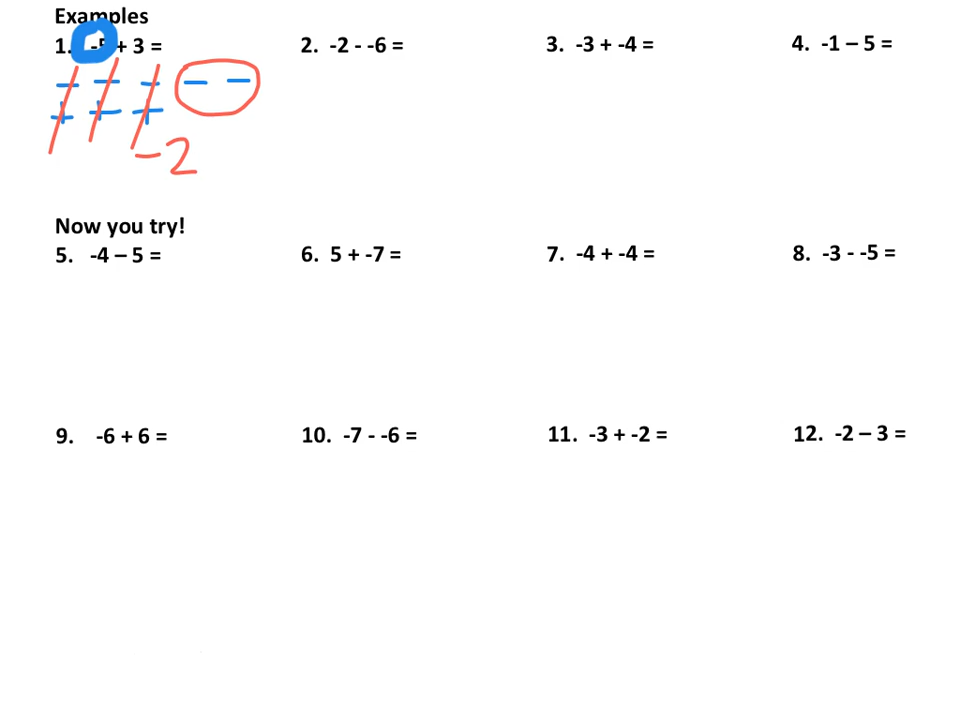 Examples
1. -5 + 3 =
2. -2 - -6 =
3. -3 + -4 =
4. -1 – 5 =
-2
Now you try!
5. -4 – 5 =
6. 5 + -7 =
7. -4 + -4 =
8. -3 - -5 =
9. -6 + 6 =
10. -7 - -6 =
11. -3 + -2 =
12. -2 – 3 =